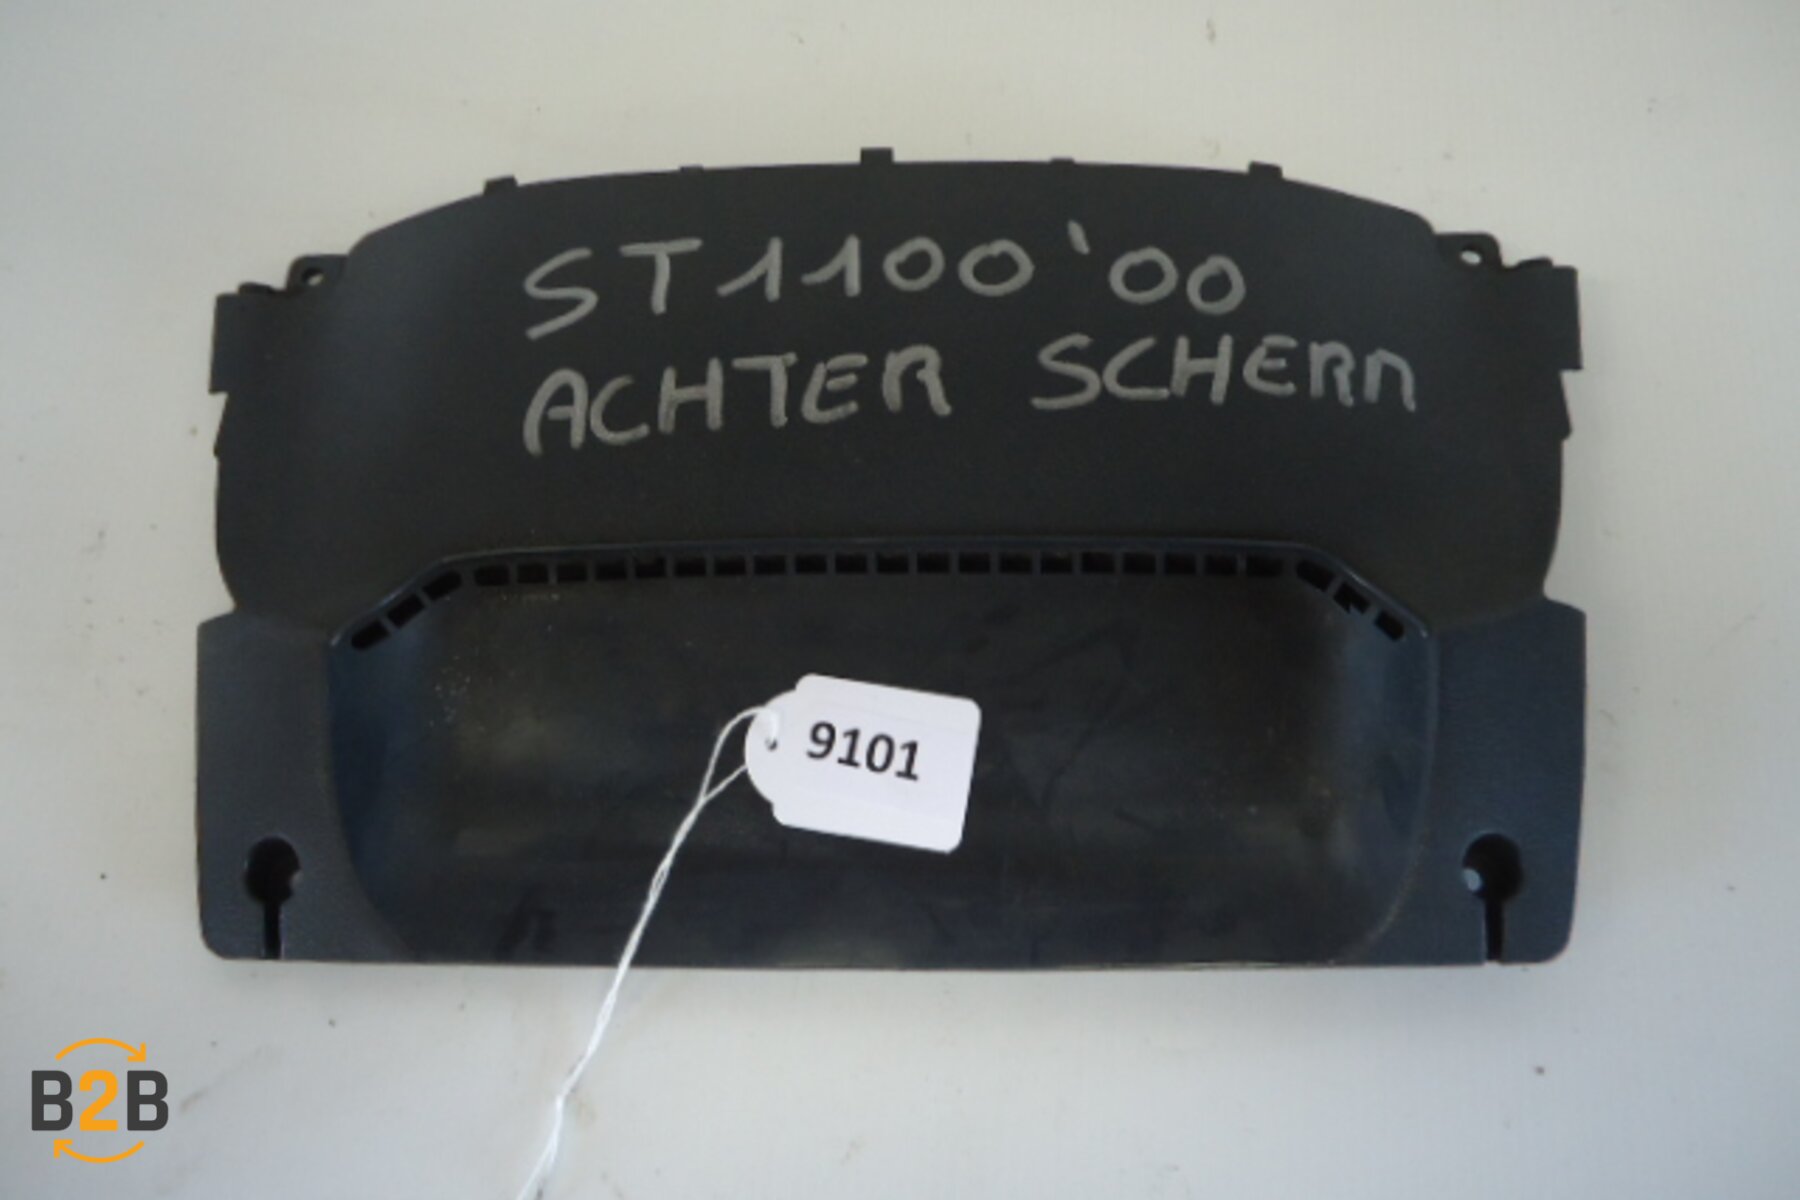 ST1100'00
ACHTER SCHERM
9101
B2B